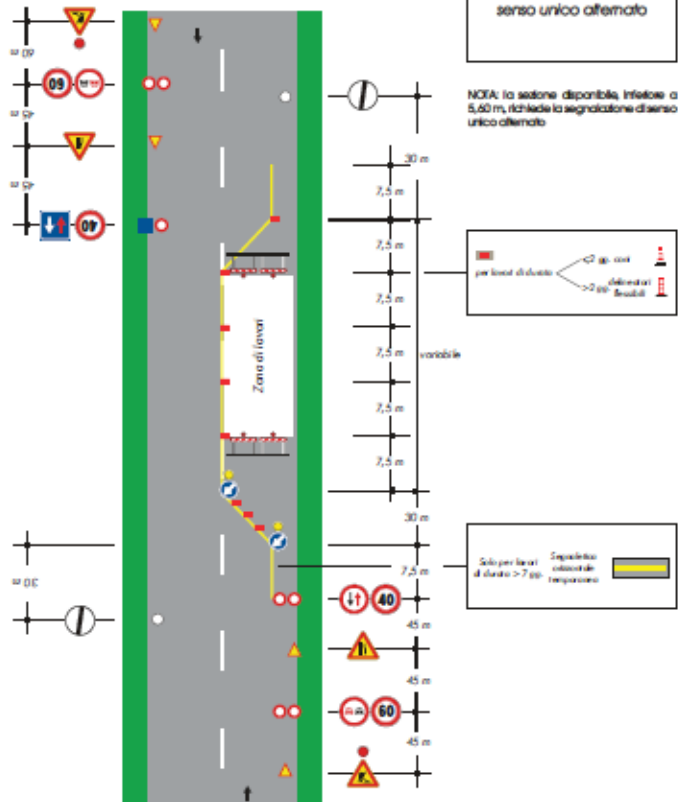 senso unico alternato
NOTA: la sezione disponibile, inferiore a
5,60 m, richiede la segnalazione di senso
unico alternato
60 m
60
45 m
45 m
40
30 m
7,5 m
7,5 m
7,5 m
7,5 m
7,5 m
7,5 m
variabile
Zona di lavori
per lavori di durata
<2 gg. coni
>2 gg. delineatori
flessibili
30 m
7,5 m
Solo per lavori
di durata > 7 gg.
Segnaletica
orizzontale
temporanea
30 m
40
45 m
45 m
60
45 m